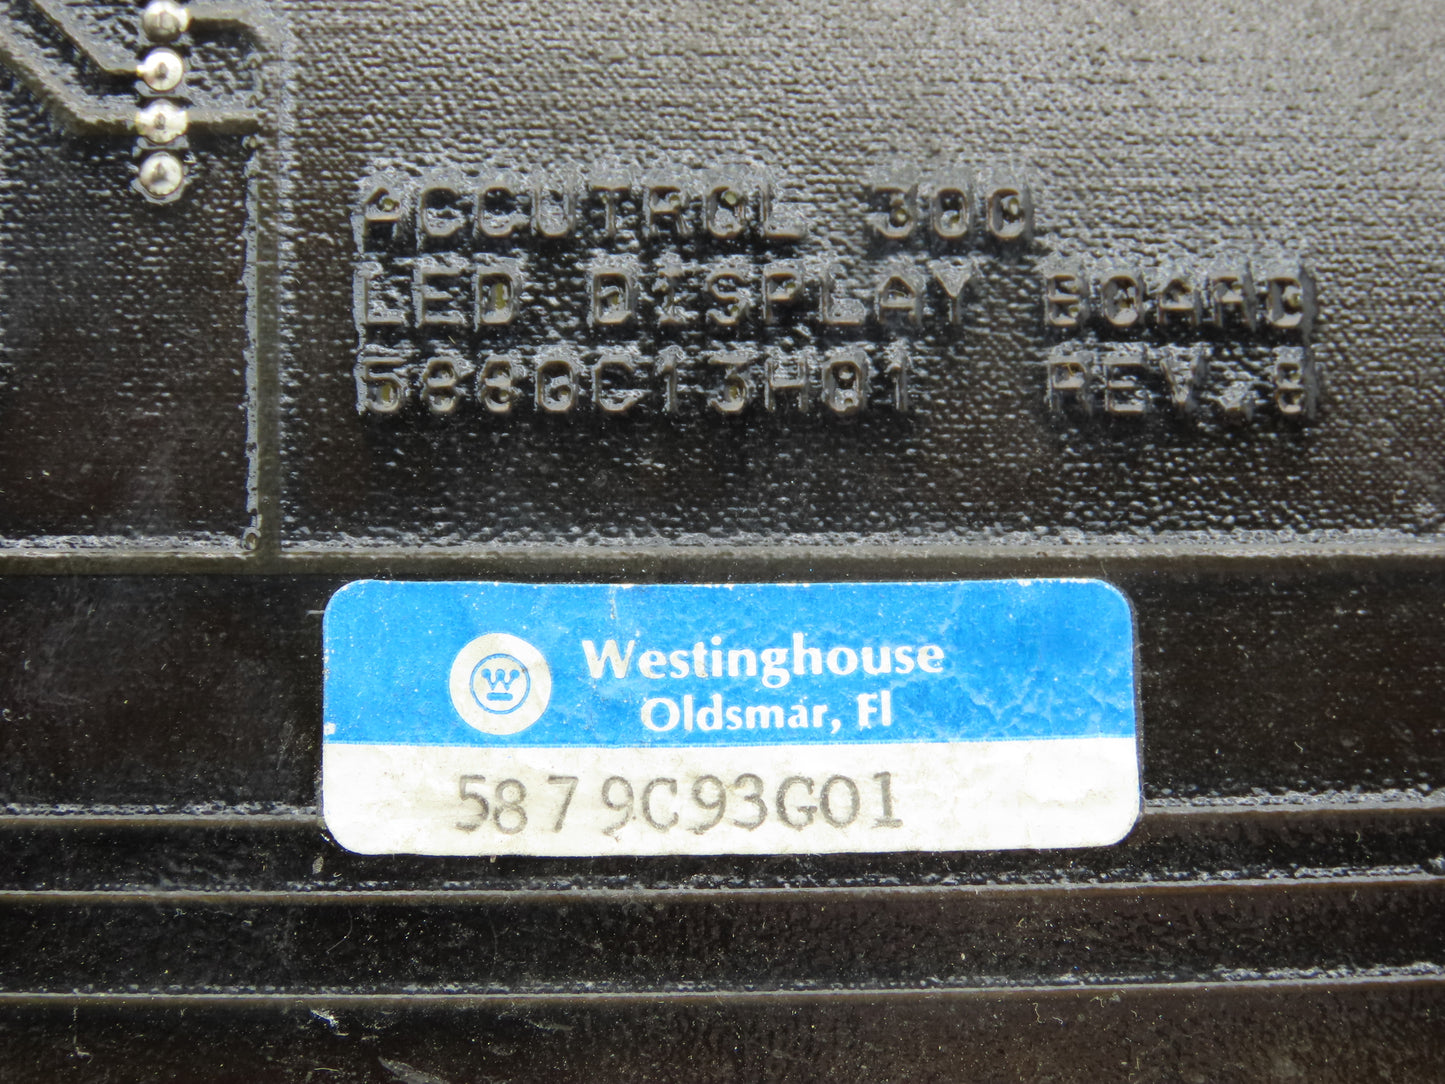 ACCUTROL 300
LED DISPLAY BOARD
5880C13H01 REV.8
W
Westinghouse
Oldsmar, Fl
5879C93G01